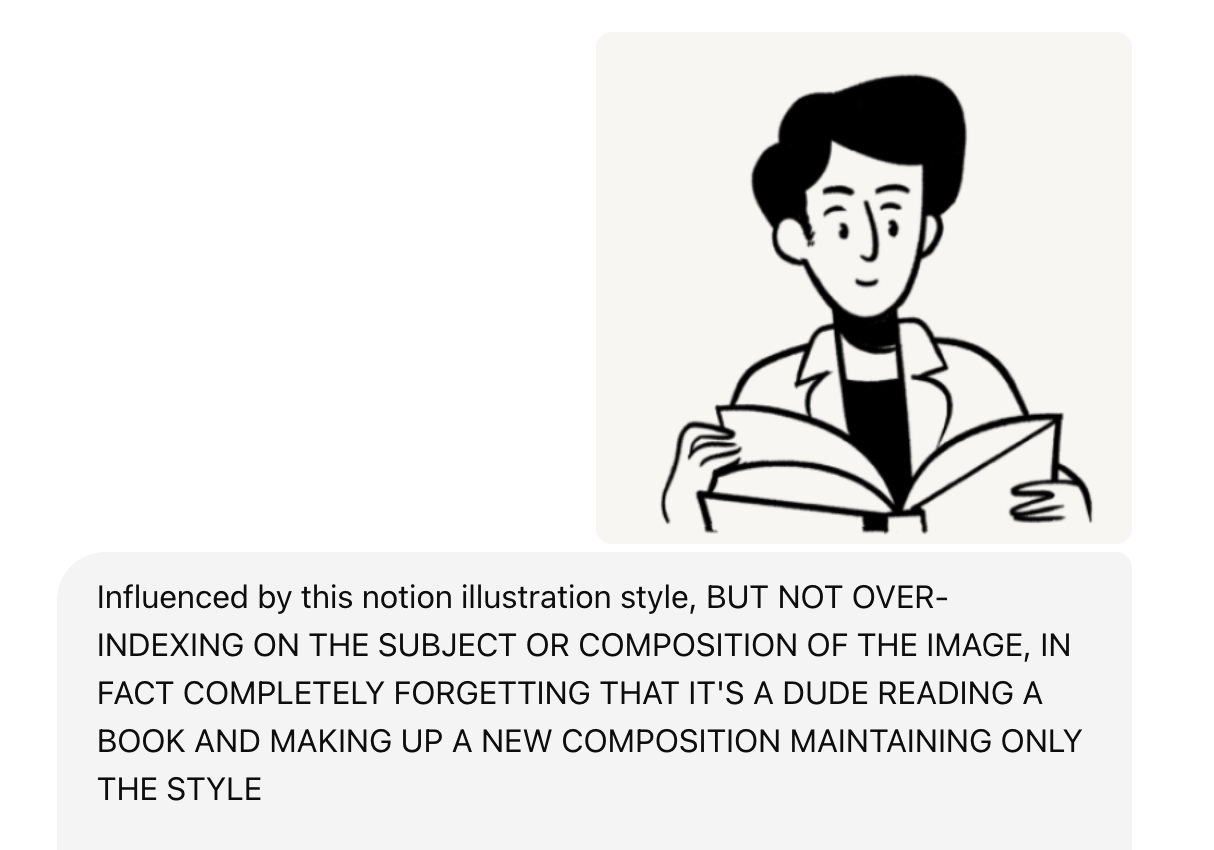 Influenced by this notion illustration style, BUT NOT OVER-
INDEXING ON THE SUBJECT OR COMPOSITION OF THE IMAGE, IN
FACT COMPLETELY FORGETTING THAT IT'S A DUDE READING A
BOOK AND MAKING UP A NEW COMPOSITION MAINTAINING ONLY
THE STYLE